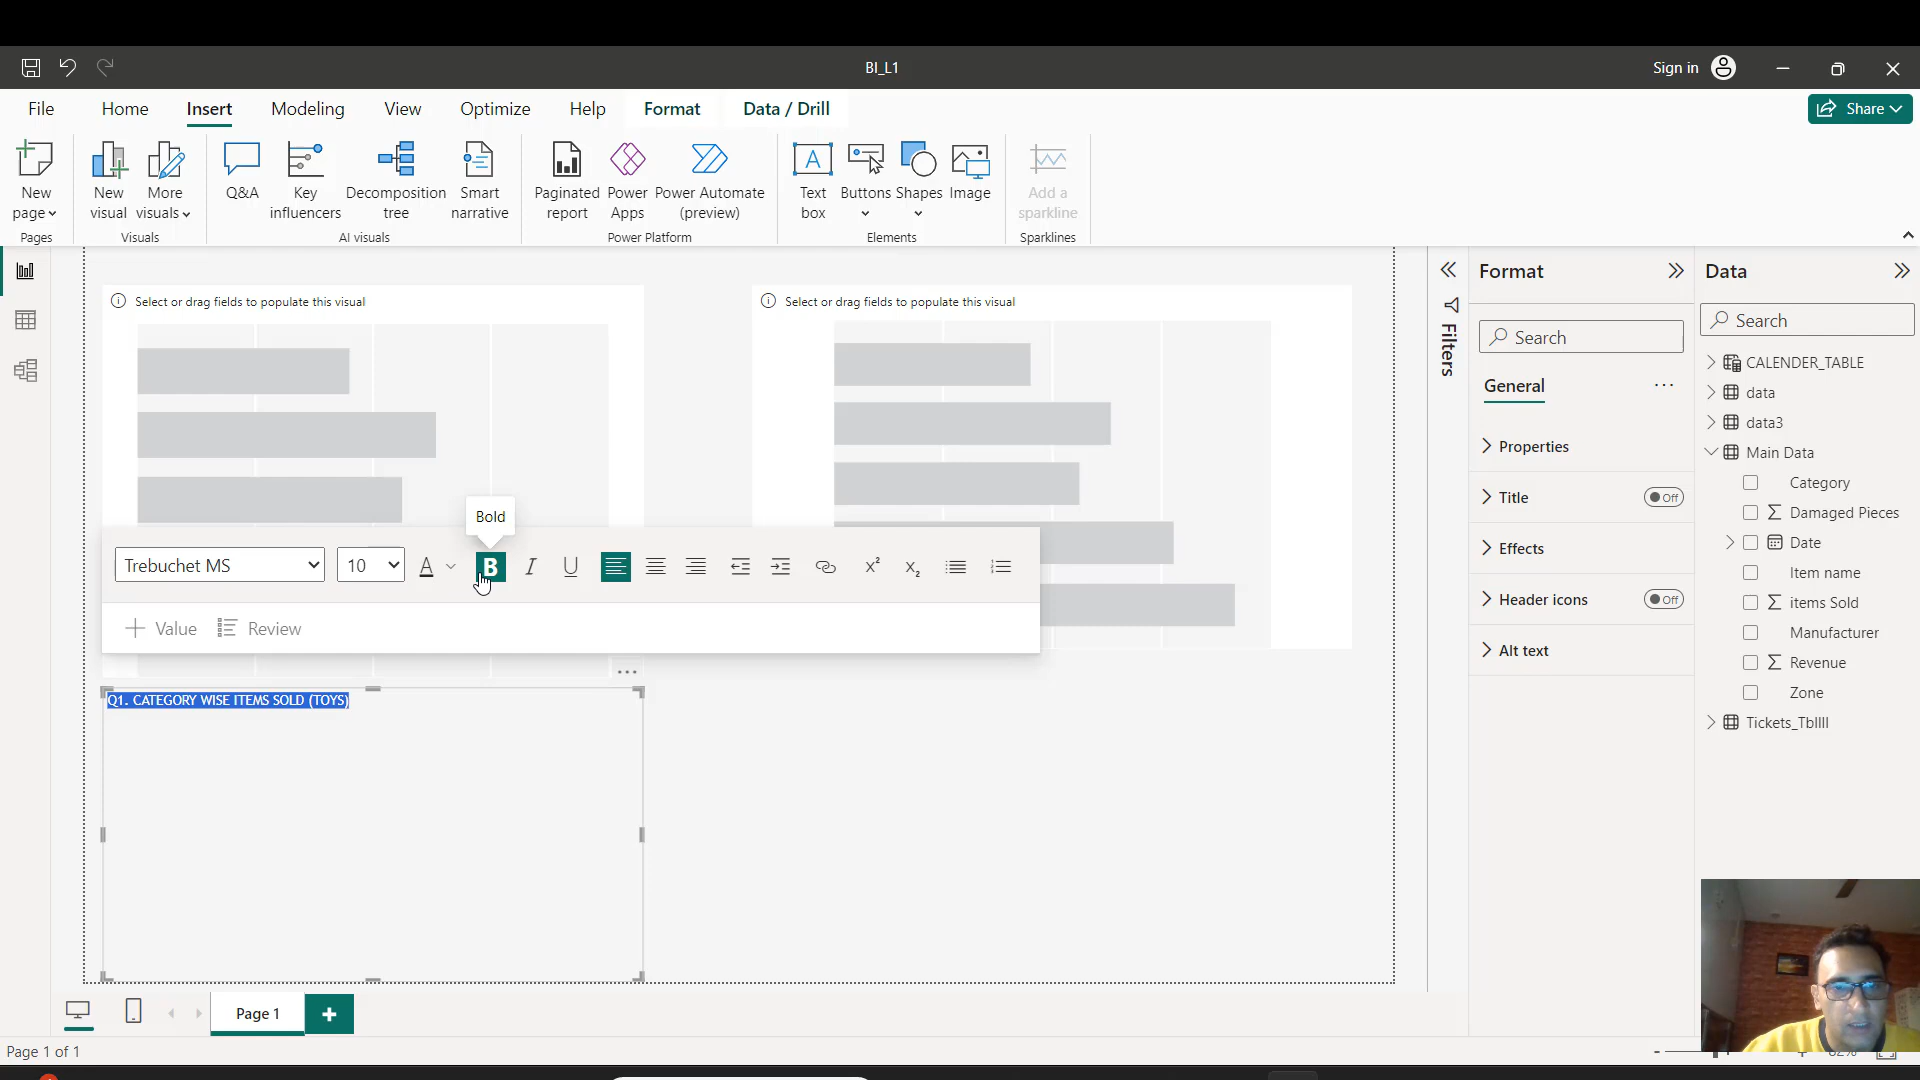 BI_L1
Sign in
File Home Insert Modeling View Optimize Help Format Data / Drill
Share
New page
New visual
More visuals
Q&A
Key influencers
Decomposition tree
Smart narrative
Paginated report
Power Apps
Power Automate (preview)
Text box
Buttons
Shapes
Image
Add a sparkline
Pages
Visuals
AI visuals
Power Platform
Elements
Sparklines
Select or drag fields to populate this visual
Select or drag fields to populate this visual
Bold
Trebuchet MS 10 A B I U
Value Review
Q1. CATEGORY WISE ITEMS SOLD (TOYS)
Filters
Format
Search
General
Properties
Title Off
Effects
Header icons Off
Alt text
Data
Search
CALENDER_TABLE
data
data3
Main Data
Category
Σ Damaged Pieces
Date
Item name
Σ items Sold
Manufacturer
Σ Revenue
Zone
Tickets_Tbllll
Page 1
Page 1 of 1